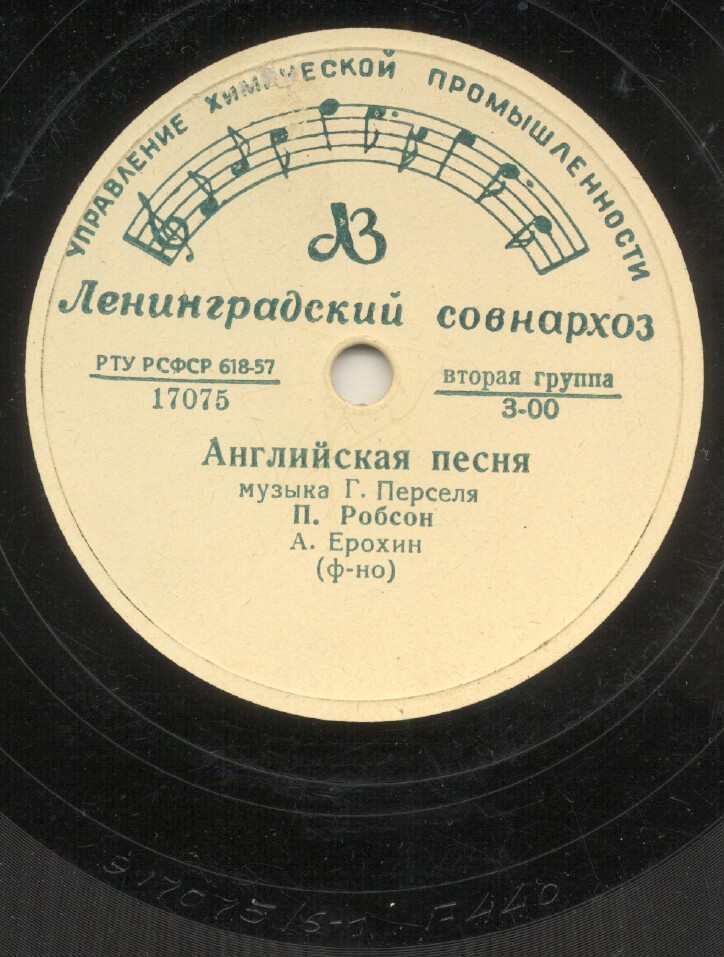 УПРАВЛЕНИЕ ХИМИЧЕСКОЙ ПРОМЫШЛЕННОСТИ
ЛЗ
Ленинградский совнархоз
РТУ РСФСР 618-57
17075
вторая группа
3-00
Английская песня
музыка Г. Перселя
П. Робсон
А. Ерохин
(ф-но)